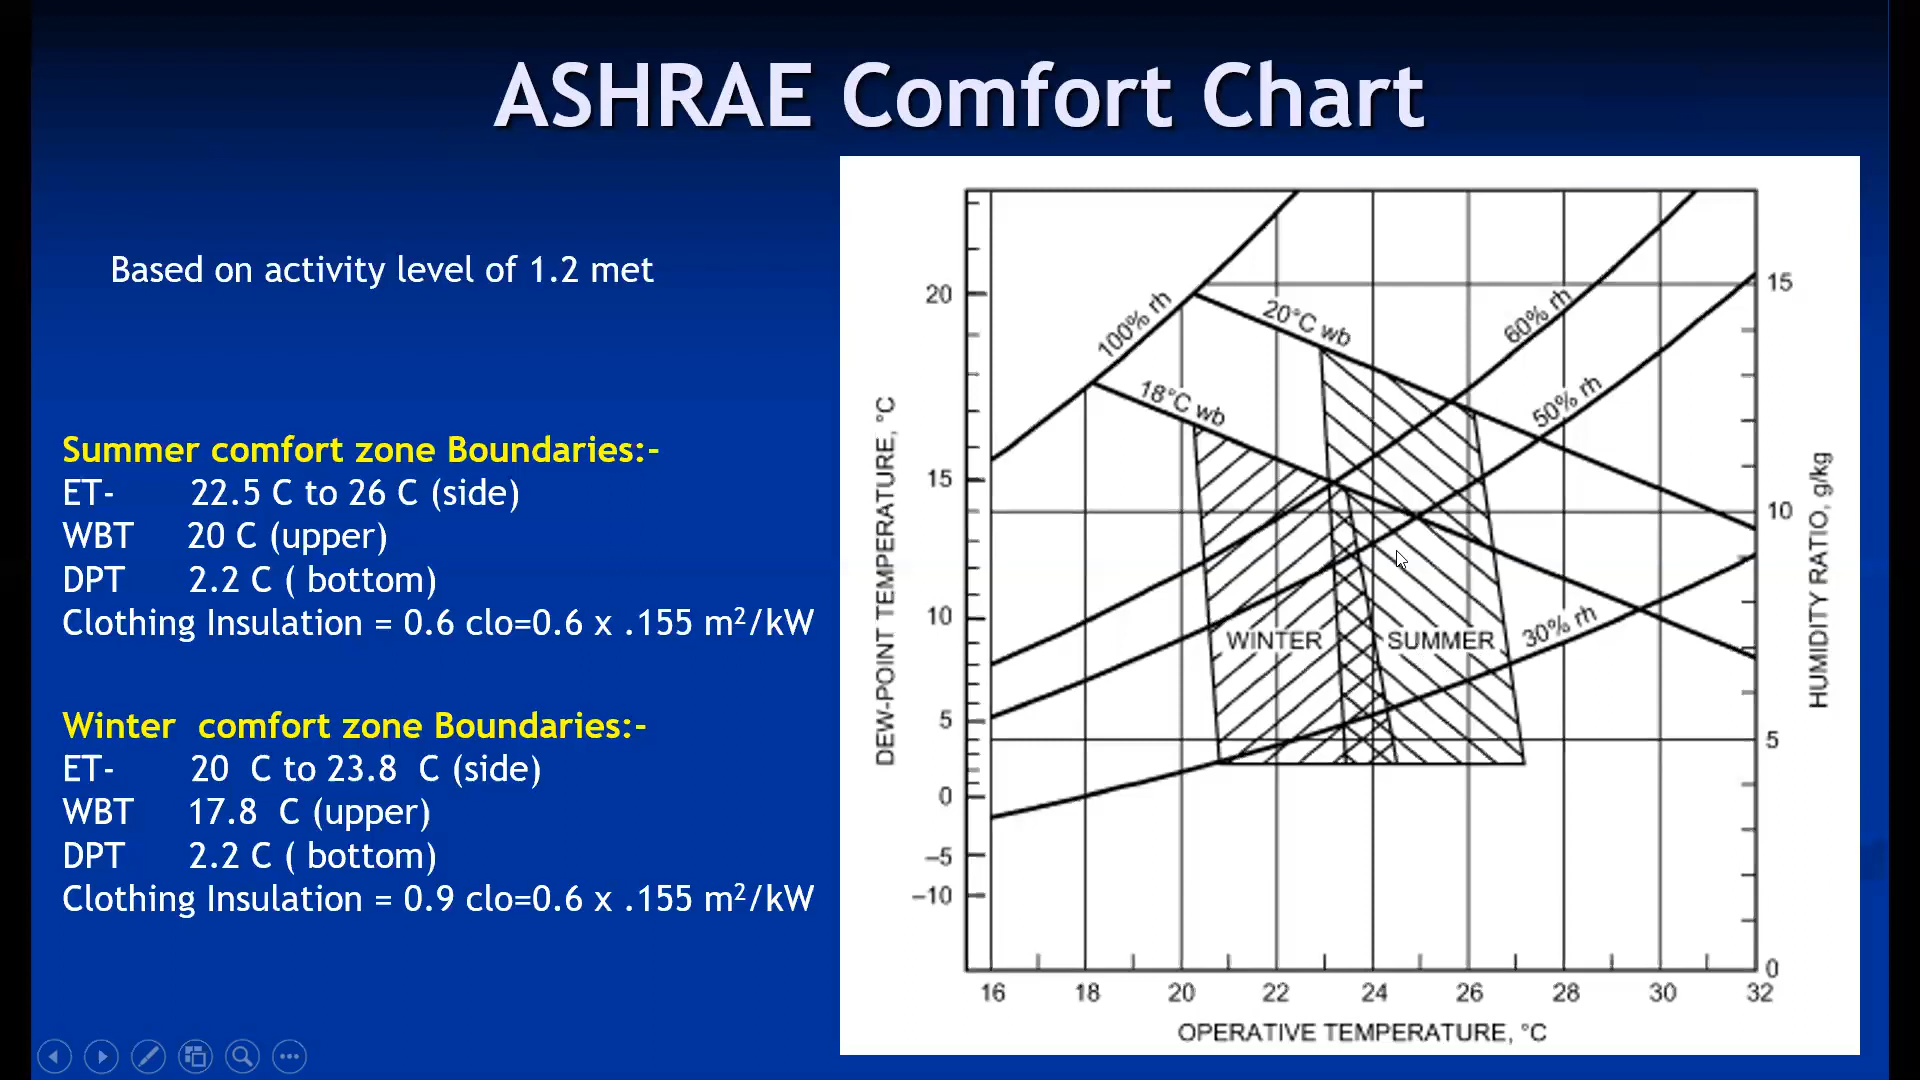 ASHRAE Comfort Chart
Based on activity level of 1.2 met
Summer comfort zone Boundaries:-
ET- 22.5 C to 26 C (side)
WBT 20 C (upper)
DPT 2.2 C ( bottom)
Clothing Insulation = 0.6 clo=0.6 x .155 m²/kW
Winter comfort zone Boundaries:-
ET- 20 C to 23.8 C (side)
WBT 17.8 C (upper)
DPT 2.2 C ( bottom)
Clothing Insulation = 0.9 clo=0.6 x .155 m²/kW
DEW-POINT TEMPERATURE, °C
20
15
10
5
0
–5
–10
100% rh
20°C wb
18°C wb
60% rh
50% rh
30% rh
WINTER
SUMMER
15
10
5
0
HUMIDITY RATIO, g/kg
16 18 20 22 24 26 28 30 32
OPERATIVE TEMPERATURE, °C